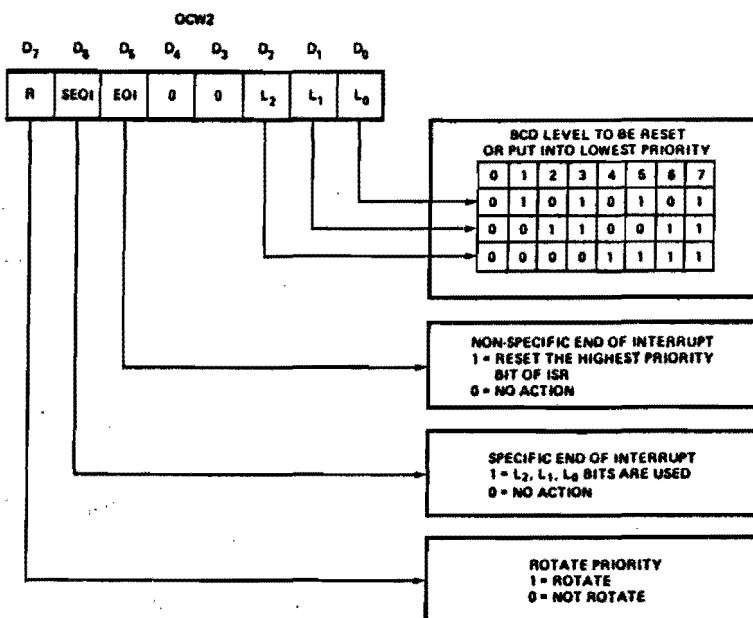 OCW2
D7 D6 D5 D4 D3 D2 D1 D0
R SEOI EOI 0 0 L2 L1 L0
BCD LEVEL TO BE RESET
OR PUT INTO LOWEST PRIORITY
0 1 2 3 4 5 6 7
0 1 0 1 0 1 0 1
0 0 1 1 0 0 1 1
0 0 0 0 1 1 1 1
NON-SPECIFIC END OF INTERRUPT
1 = RESET THE HIGHEST PRIORITY
BIT OF ISR
0 = NO ACTION
SPECIFIC END OF INTERRUPT
1 = L2, L1, L0 BITS ARE USED
0 = NO ACTION
ROTATE PRIORITY
1 = ROTATE
0 = NOT ROTATE